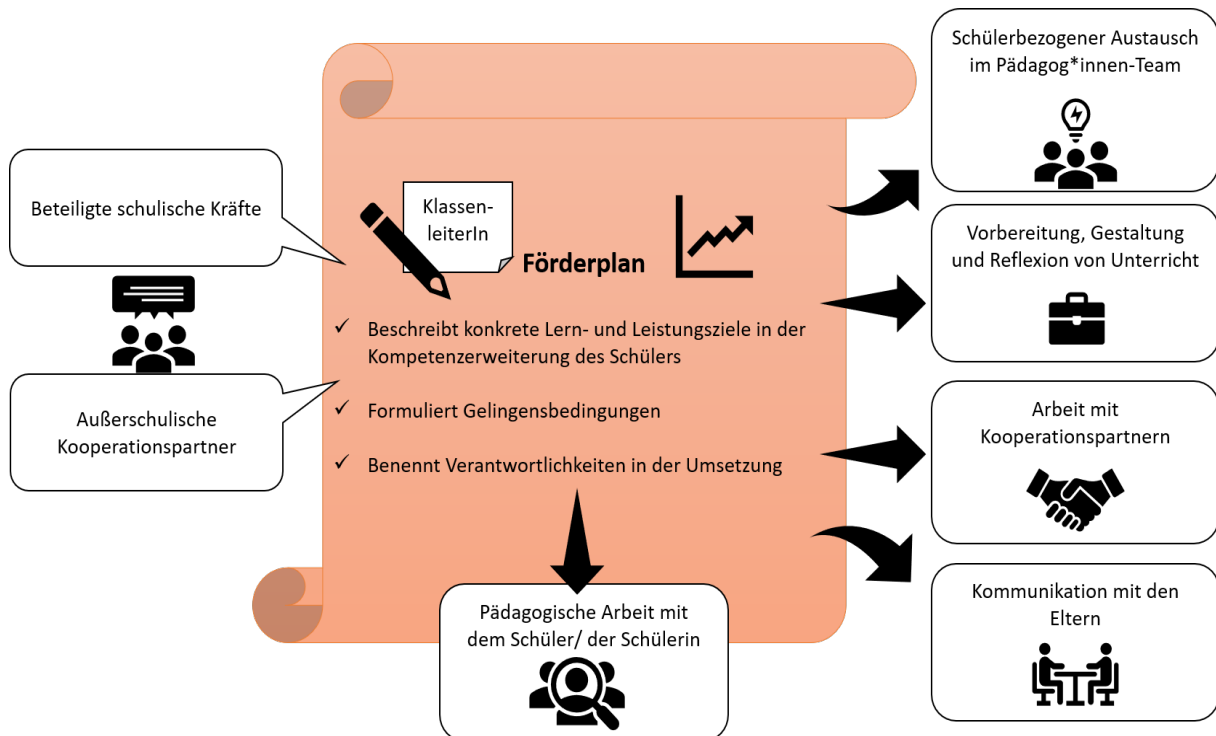 Beteiligte schulische Kräfte
Außerschulische
Kooperationspartner
Klassen-
leiterIn
Förderplan
✓ Beschreibt konkrete Lern- und Leistungsziele in der
Kompetenzerweiterung des Schülers
✓ Formuliert Gelingensbedingungen
✓ Benennt Verantwortlichkeiten in der Umsetzung
Pädagogische Arbeit mit
dem Schüler/ der Schülerin
Schülerbezogener Austausch
im Pädagog*innen-Team
Vorbereitung, Gestaltung
und Reflexion von Unterricht
Arbeit mit
Kooperationspartnern
Kommunikation mit den
Eltern